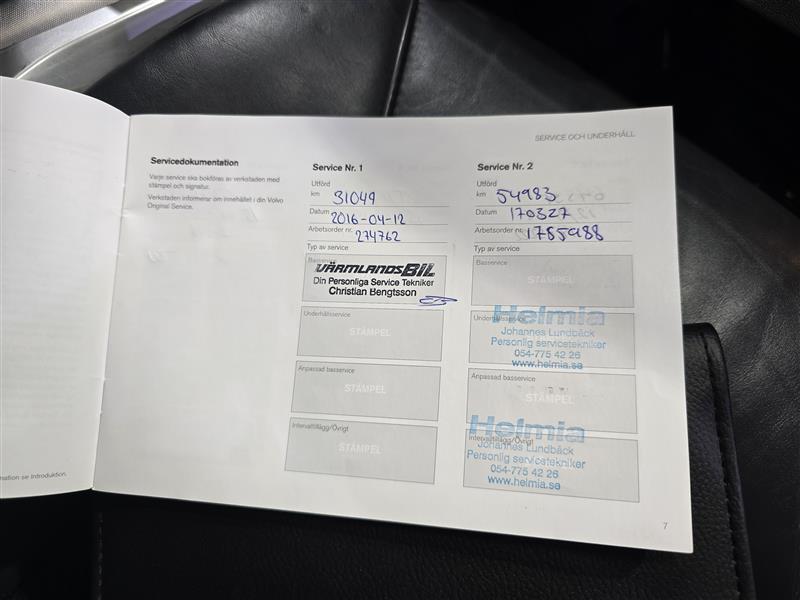 SERVICE OCH UNDERHÅLL
Servicedokumentation
Varje service ska bokföras av verkstaden med
stämpel och signatur.
Verkstaden informerar om innehållet i din Volvo
Original Service.
Service Nr. 1
Utförd
km 31049
Datum 2016-04-12
Arbetsorder nr. 274762
Typ av service
Basservice
VÄRMLANDSBIL
Din Personliga Service Tekniker
Christian Bengtsson
Underhållsservice
STÄMPEL
Anpassad basservice
STÄMPEL
Intervalltillägg/Övrigt
STÄMPEL
Service Nr. 2
Utförd
km 54983
Datum 170327
Arbetsorder nr. 1785988
Typ av service
Basservice
STÄMPEL
Underhållsservice
Helmia
Johannes Lundbäck
Personlig servicetekniker
054-775 42 26
www.helmia.se
Anpassad basservice
STÄMPEL
Helmia
Intervalltillägg/Övrigt
Johannes Lundbäck
Personlig servicetekniker
054-775 42 26
www.helmia.se
mation se Introduktion.
7